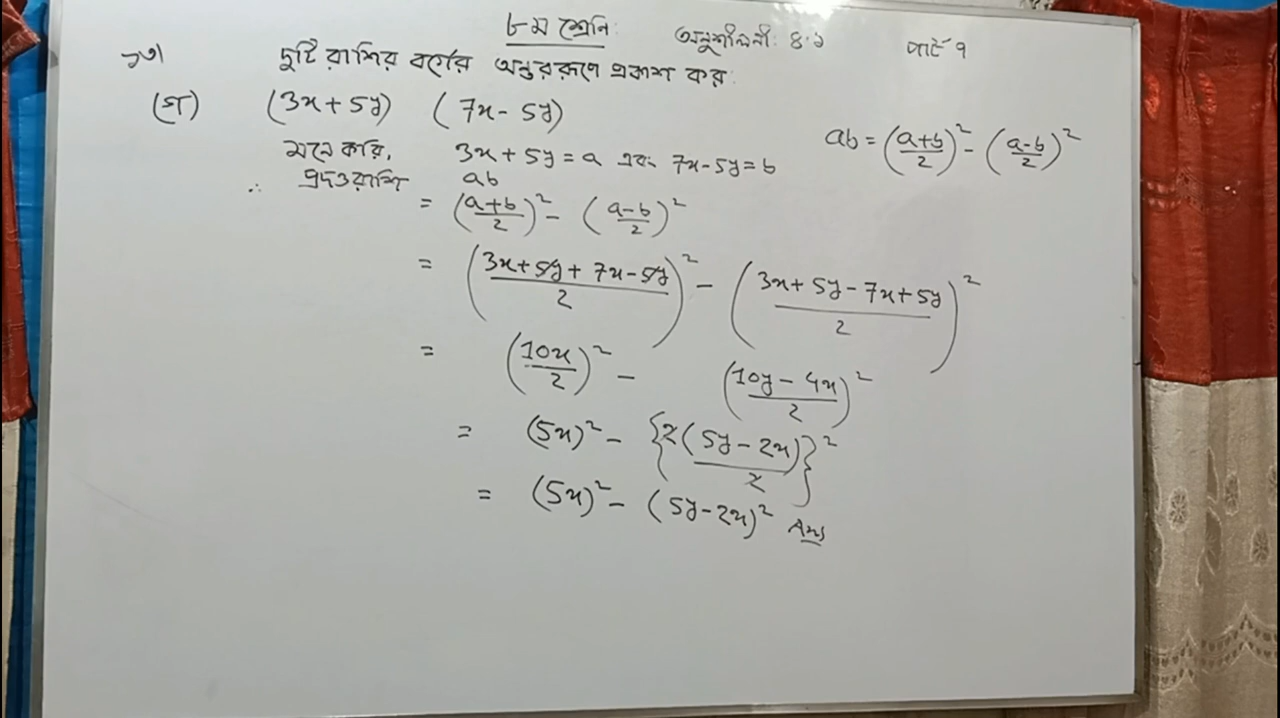 ৮ম শ্রেনি: অনুশীলনী: ৪.১ পার্ট ৭
১৩। দুটি রাশির বর্গের অন্তররূপে প্রকাশ কর:
(গ) (3x + 5y) (7x - 5y)
ab = (a+b/2)² - (a-b/2)²
মনে করি, 3x + 5y = a এবং 7x - 5y = b
∴ প্রদত্তরাশি ab
= (a+b/2)² - (a-b/2)²
= (3x + 5y + 7x - 5y/2)² - (3x + 5y - 7x + 5y/2)²
= (10x/2)² - (10y - 4x/2)²
= (5x)² - {2(5y - 2x)/2}²
= (5x)² - (5y - 2x)² Ans